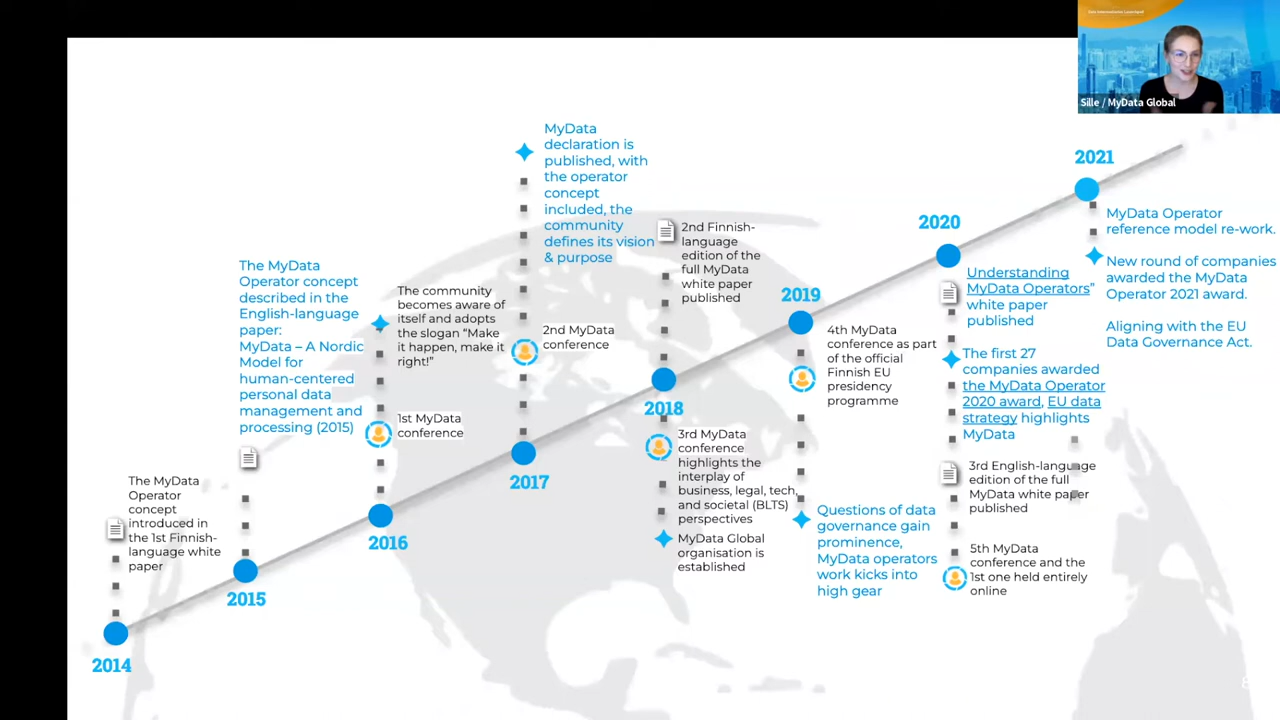 Sille / MyData Global
2014
The MyData
Operator
concept
introduced in
the 1st Finnish-
language white
paper
2015
The MyData
Operator concept
described in the
English-language
paper:
MyData – A Nordic
Model for
human-centered
personal data
management and
processing (2015)
2016
The community
becomes aware of
itself and adopts
the slogan “Make
it happen, make it
right!”
1st MyData
conference
2017
MyData
declaration is
published, with
the operator
concept
included, the
community
defines its vision
& purpose
2nd MyData
conference
2018
2nd Finnish-
language
edition of the
full MyData
white paper
published
3rd MyData
conference
highlights the
interplay of
business, legal, tech,
and societal (BLTS)
perspectives
MyData Global
organisation is
established
2019
4th MyData
conference as part
of the official
Finnish EU
presidency
programme
Questions of data
governance gain
prominence,
MyData operators
work kicks into
high gear
2020
Understanding
MyData Operators”
white paper
published
The first 27
companies awarded
the MyData Operator
2020 award, EU data
strategy highlights
MyData
3rd English-language
edition of the full
MyData white paper
published
5th MyData
conference and the
1st one held entirely
online
2021
MyData Operator
reference model re-work.
New round of companies
awarded the MyData
Operator 2021 award.
Aligning with the EU
Data Governance Act.